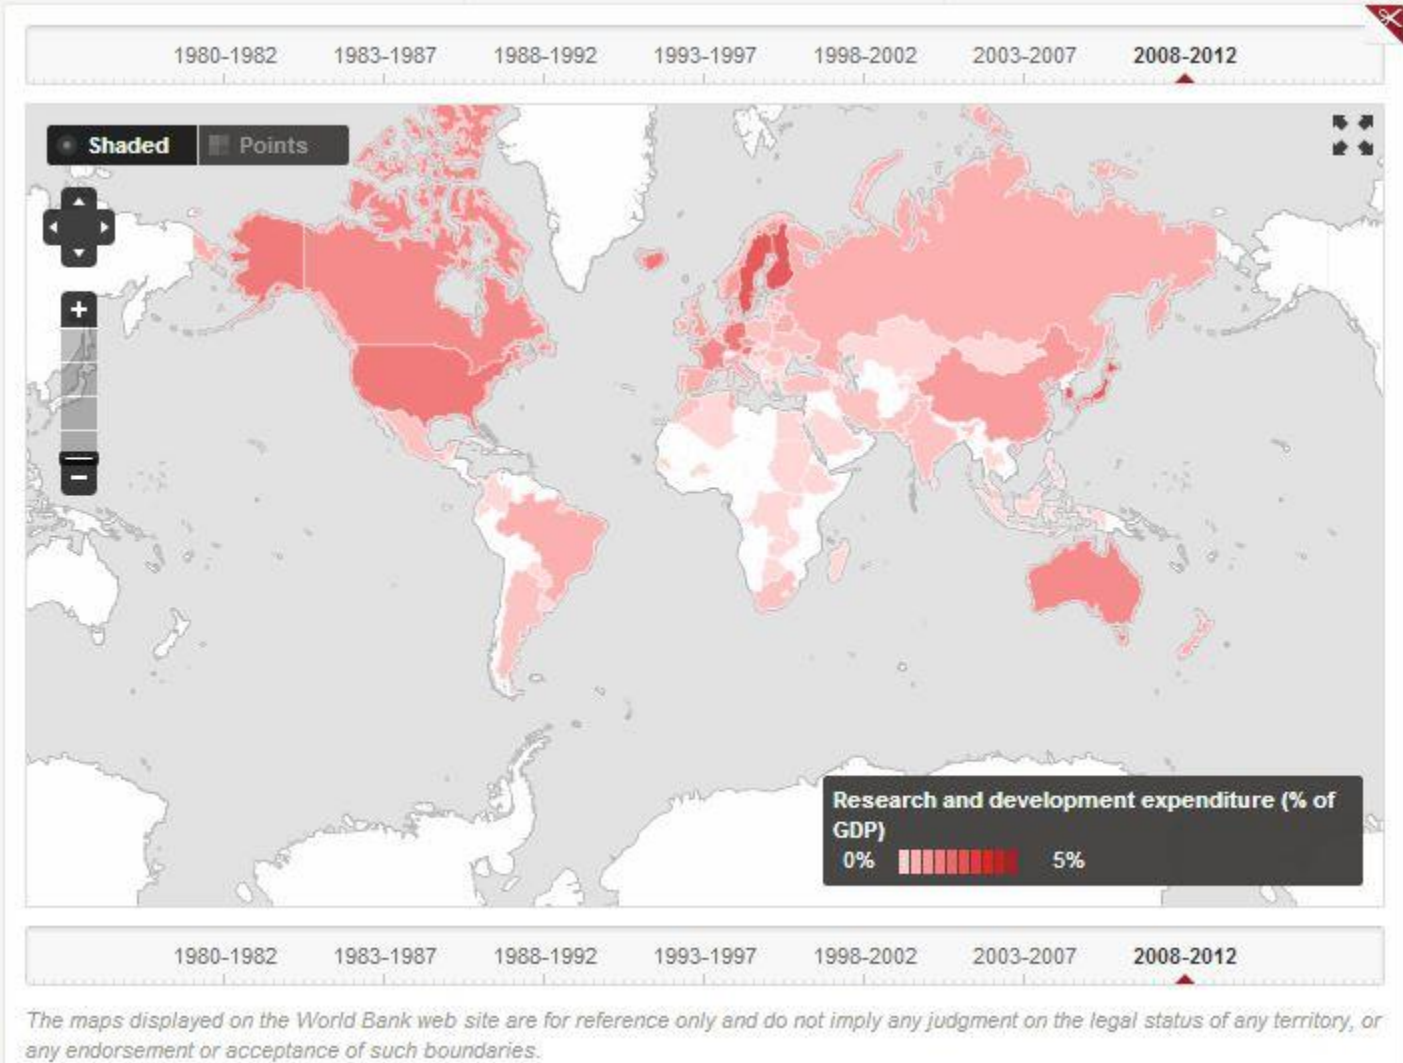 1980-1982 1983-1987 1988-1992 1993-1997 1998-2002 2003-2007 2008-2012
Shaded Points
+
−
Research and development expenditure (% of
GDP)
0% 5%
1980-1982 1983-1987 1988-1992 1993-1997 1998-2002 2003-2007 2008-2012
The maps displayed on the World Bank web site are for reference only and do not imply any judgment on the legal status of any territory, or
any endorsement or acceptance of such boundaries.